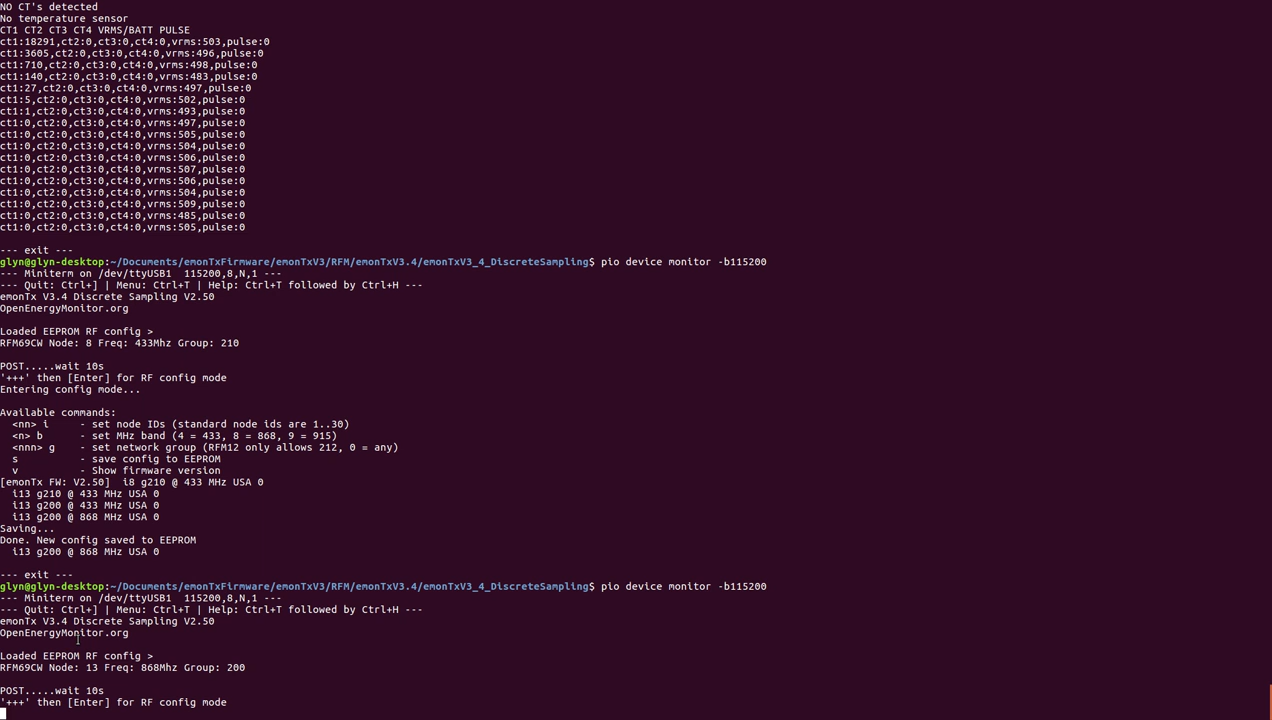 NO CT's detected
No temperature sensor
CT1 CT2 CT3 CT4 VRMS/BATT PULSE
ct1:18291,ct2:0,ct3:0,ct4:0,vrms:503,pulse:0
ct1:3605,ct2:0,ct3:0,ct4:0,vrms:496,pulse:0
ct1:710,ct2:0,ct3:0,ct4:0,vrms:498,pulse:0
ct1:140,ct2:0,ct3:0,ct4:0,vrms:483,pulse:0
ct1:27,ct2:0,ct3:0,ct4:0,vrms:497,pulse:0
ct1:5,ct2:0,ct3:0,ct4:0,vrms:502,pulse:0
ct1:1,ct2:0,ct3:0,ct4:0,vrms:493,pulse:0
ct1:0,ct2:0,ct3:0,ct4:0,vrms:497,pulse:0
ct1:0,ct2:0,ct3:0,ct4:0,vrms:505,pulse:0
ct1:0,ct2:0,ct3:0,ct4:0,vrms:504,pulse:0
ct1:0,ct2:0,ct3:0,ct4:0,vrms:506,pulse:0
ct1:0,ct2:0,ct3:0,ct4:0,vrms:507,pulse:0
ct1:0,ct2:0,ct3:0,ct4:0,vrms:506,pulse:0
ct1:0,ct2:0,ct3:0,ct4:0,vrms:504,pulse:0
ct1:0,ct2:0,ct3:0,ct4:0,vrms:509,pulse:0
ct1:0,ct2:0,ct3:0,ct4:0,vrms:485,pulse:0
ct1:0,ct2:0,ct3:0,ct4:0,vrms:505,pulse:0
--- exit ---
glyn@glyn-desktop:~/Documents/emonTxFirmware/emonTxV3/RFM/emonTxV3.4/emonTxV3_4_DiscreteSampling$ pio device monitor -b115200
--- Miniterm on /dev/ttyUSB1  115200,8,N,1 ---
--- Quit: Ctrl+] | Menu: Ctrl+T | Help: Ctrl+T followed by Ctrl+H ---
emonTx V3.4 Discrete Sampling V2.50
OpenEnergyMonitor.org
Loaded EEPROM RF config >
RFM69CW Node: 8 Freq: 433Mhz Group: 210
POST.....wait 10s
'+++' then [Enter] for RF config mode
Entering config mode...
Available commands:
  <nn> i     - set node IDs (standard node ids are 1..30)
  <n> b      - set MHz band (4 = 433, 8 = 868, 9 = 915)
  <nnn> g    - set network group (RFM12 only allows 212, 0 = any)
  s          - save config to EEPROM
  v          - Show firmware version
[emonTx FW: V2.50]  i8 g210 @ 433 MHz USA 0
  i13 g210 @ 433 MHz USA 0
  i13 g200 @ 433 MHz USA 0
  i13 g200 @ 868 MHz USA 0
Saving...
Done. New config saved to EEPROM
  i13 g200 @ 868 MHz USA 0
--- exit ---
glyn@glyn-desktop:~/Documents/emonTxFirmware/emonTxV3/RFM/emonTxV3.4/emonTxV3_4_DiscreteSampling$ pio device monitor -b115200
--- Miniterm on /dev/ttyUSB1  115200,8,N,1 ---
--- Quit: Ctrl+] | Menu: Ctrl+T | Help: Ctrl+T followed by Ctrl+H ---
emonTx V3.4 Discrete Sampling V2.50
OpenEnergyMonitor.org
Loaded EEPROM RF config >
RFM69CW Node: 13 Freq: 868Mhz Group: 200
POST.....wait 10s
'+++' then [Enter] for RF config mode